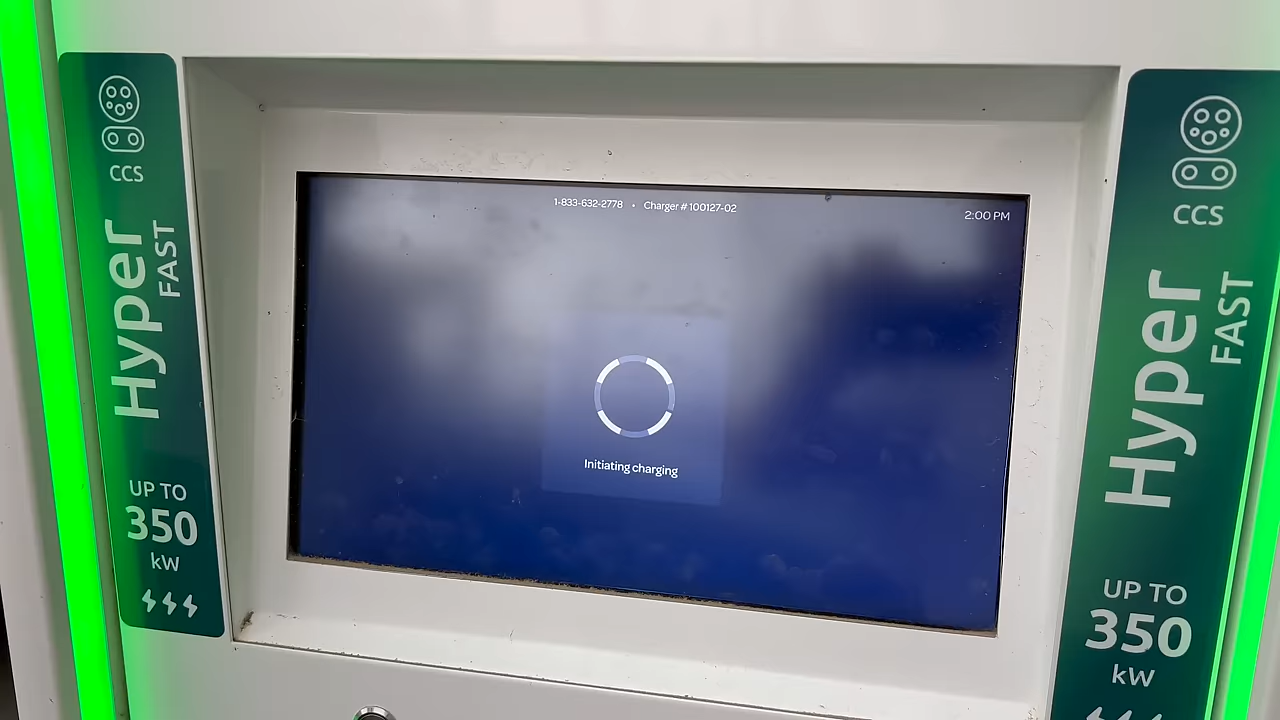 CCS
Hyper
FAST
UP TO
350
kW
1-833-632-2778 • Charger # 100127-02
2:00 PM
Initiating charging
CCS
Hyper
FAST
UP TO
350
kW